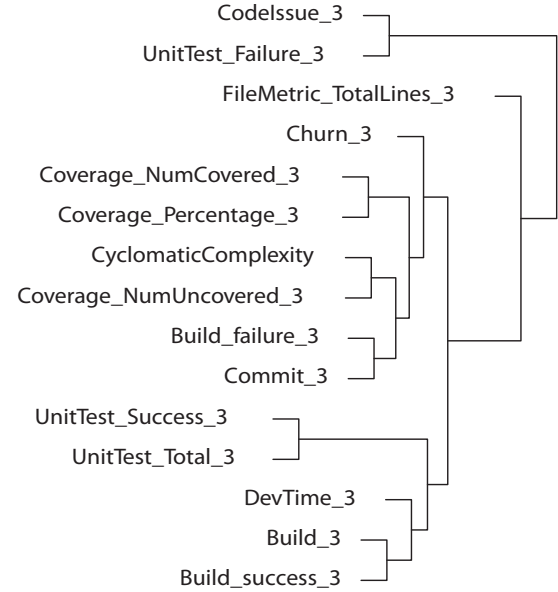 CodeIssue_3
UnitTest_Failure_3
FileMetric_TotalLines_3
Churn_3
Coverage_NumCovered_3
Coverage_Percentage_3
CyclomaticComplexity
Coverage_NumUncovered_3
Build_failure_3
Commit_3
UnitTest_Success_3
UnitTest_Total_3
DevTime_3
Build_3
Build_success_3